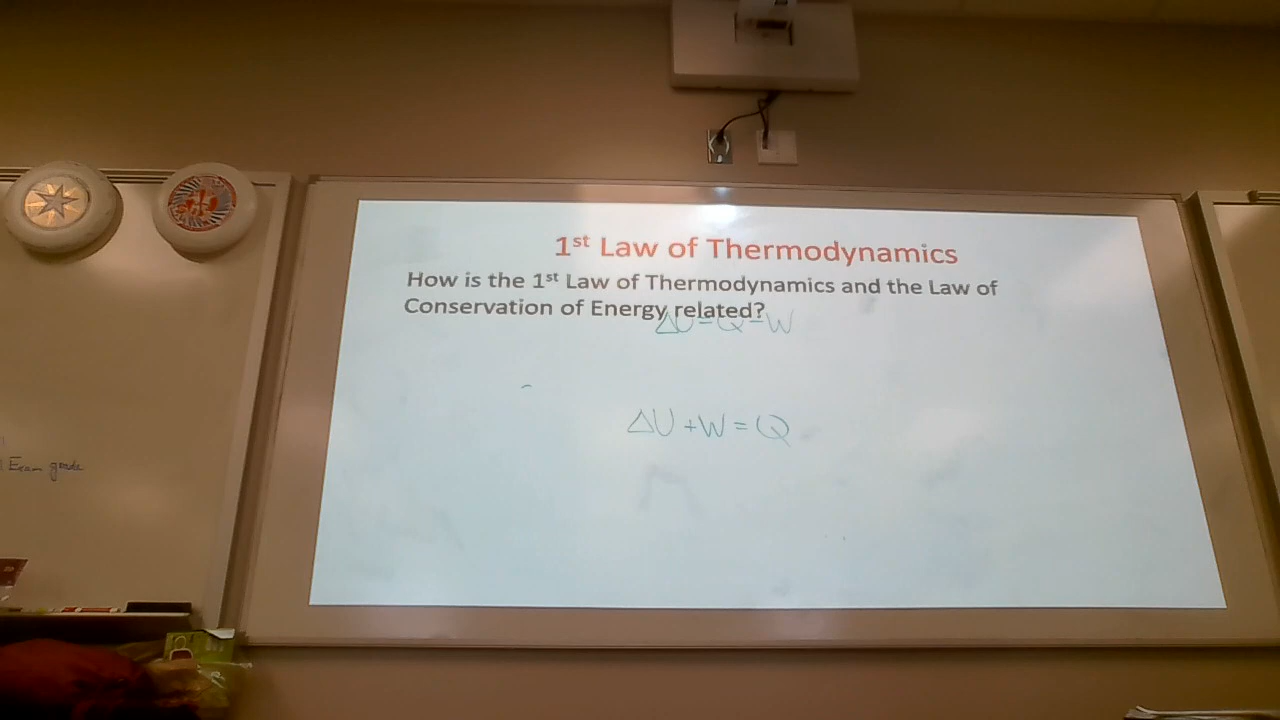 1st Law of Thermodynamics
How is the 1st Law of Thermodynamics and the Law of
Conservation of Energy related?
ΔU=Q-W
ΔU+W=Q
Exam grade